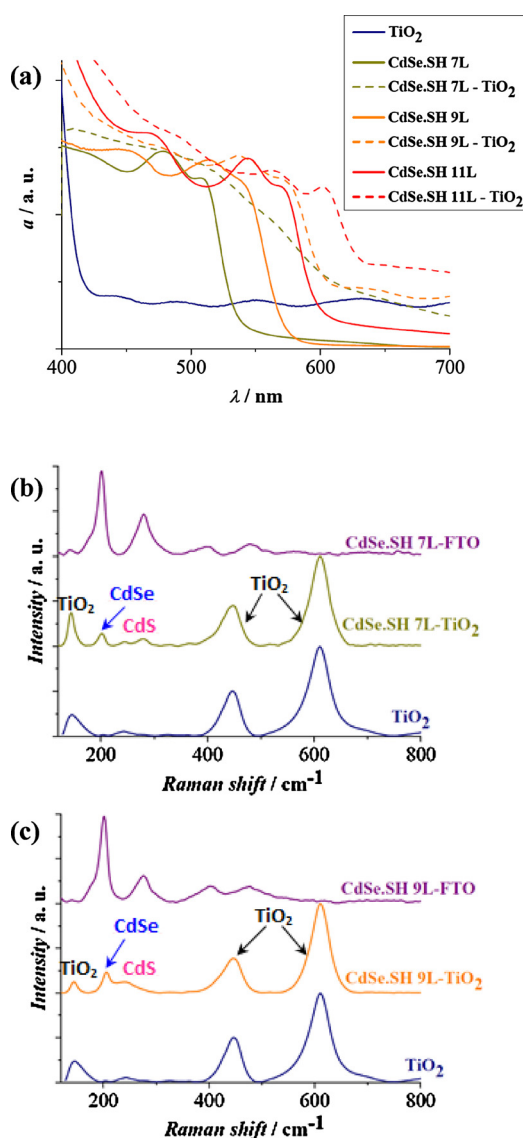 (a)
TiO2
CdSe.SH 7L
CdSe.SH 7L - TiO2
CdSe.SH 9L
CdSe.SH 9L - TiO2
CdSe.SH 11L
CdSe.SH 11L - TiO2
a / a. u.
400 500 600 700
λ / nm
(b)
CdSe.SH 7L-FTO
TiO2
CdSe
CdS
TiO2
CdSe.SH 7L-TiO2
TiO2
Intensity / a. u.
200 400 600 800
Raman shift / cm-1
(c)
CdSe.SH 9L-FTO
TiO2
CdSe
CdS
TiO2
CdSe.SH 9L-TiO2
TiO2
Intensity / a. u.
200 400 600 800
Raman shift / cm-1